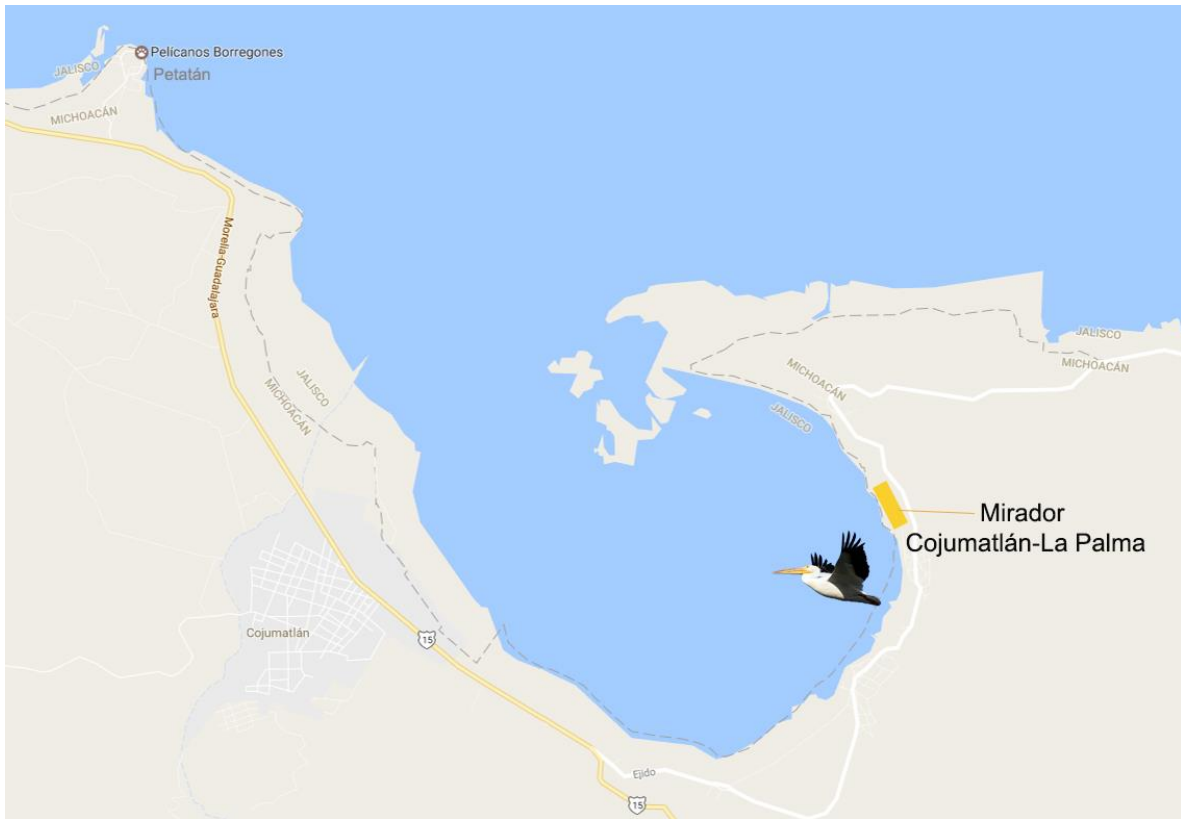 Pelícanos Borregones
Petatán
JALISCO
MICHOACÁN
Morelia-Guadalajara
JALISCO
MICHOACÁN
JALISCO
MICHOACÁN
MICHOACÁN
JALISCO
Mirador
Cojumatlán-La Palma
Cojumatlán
15
Ejido
15